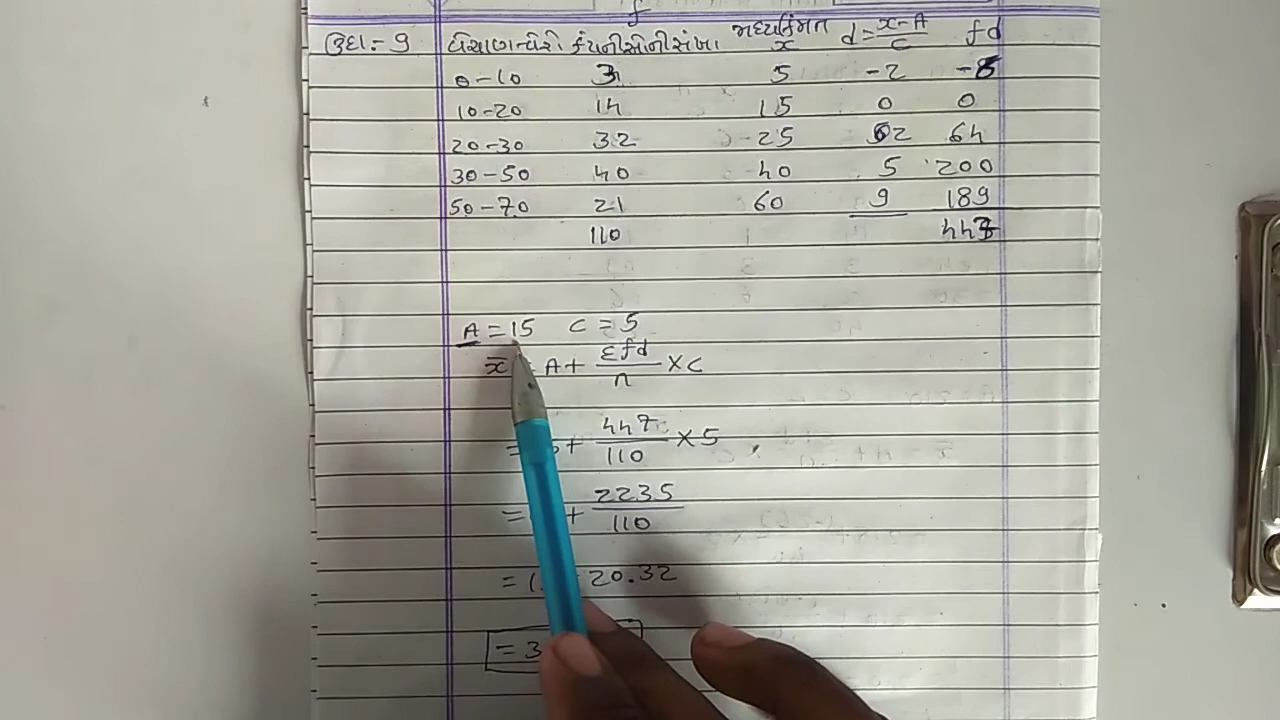 f
ઉદા.- 9 વેચાણ કંપનીઓની સંખ્યા મધ્યકિંમત x d = x-A / C fd
0-10 3 5 -2 -6
10-20 14 15 0 0
20-30 32 25 2 64
30-50 40 40 5 200
50-70 21 60 9 189
110 447
A = 15 C = 5
x̄ = A + Σfd / n × C
= + 447 / 110 × 5
= + 2235 / 110
= 20.32
= 3